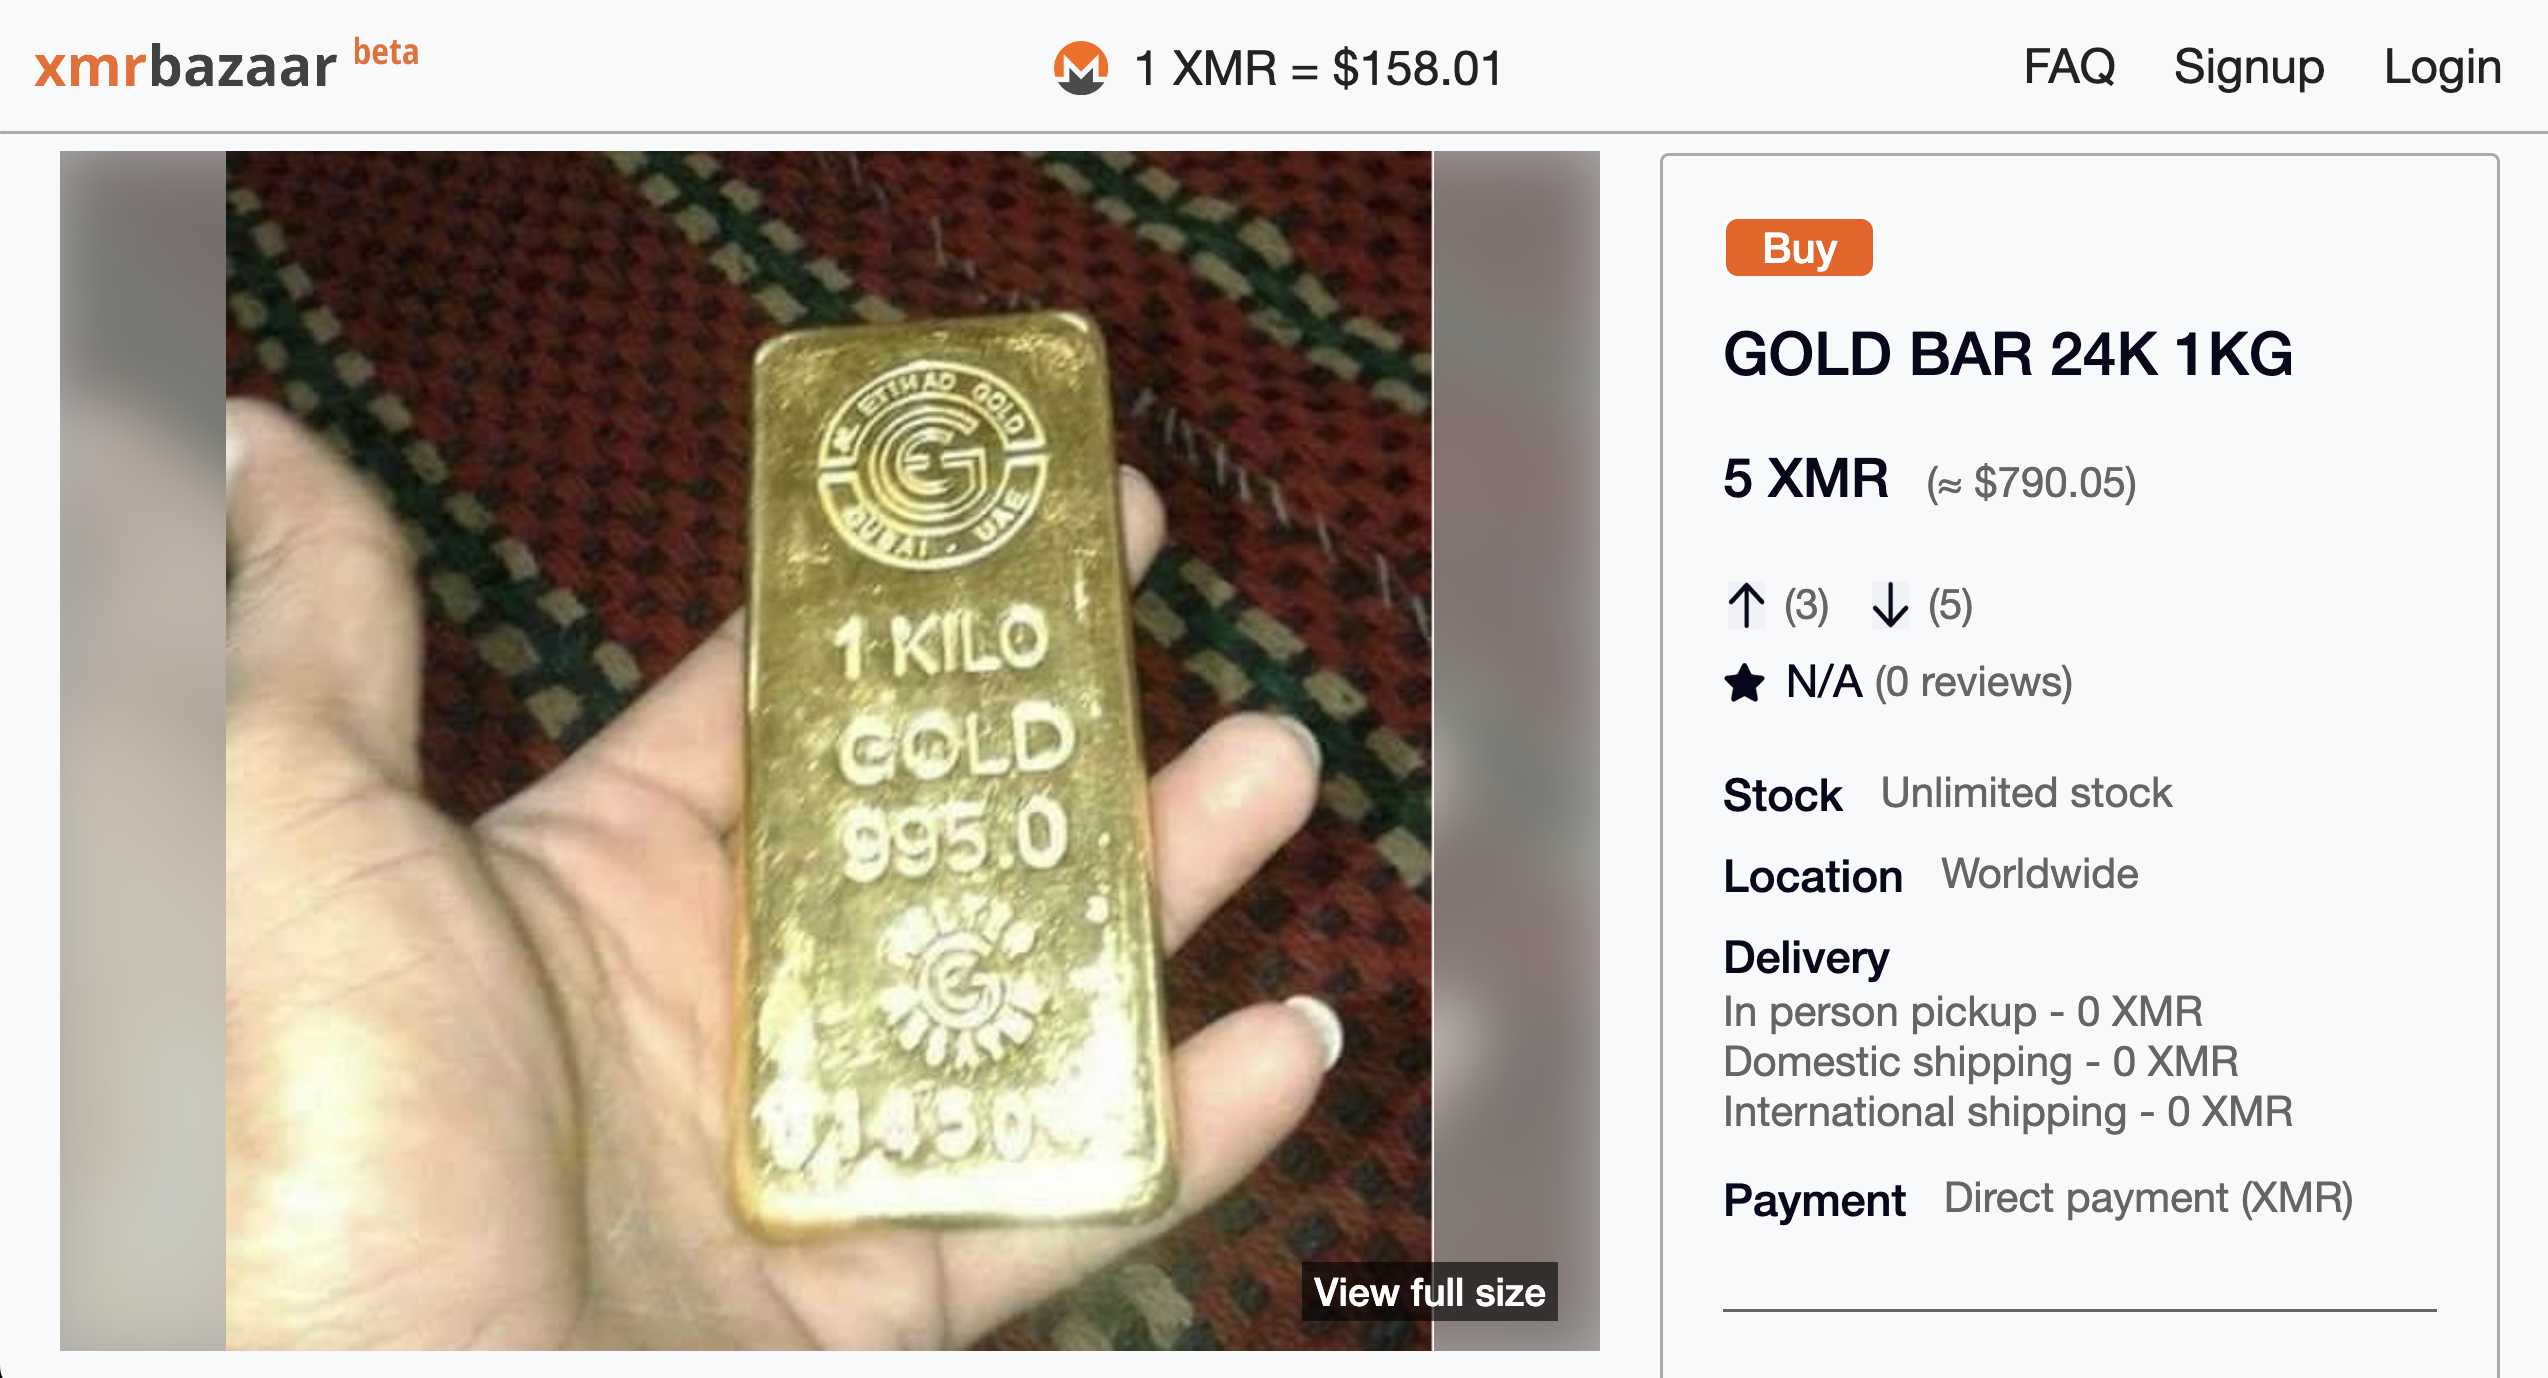 xmrbazaar beta
1 XMR = $158.01
FAQ Signup Login
AL ETIHAD GOLD
DUBAI - UAE
1 KILO
GOLD
995.0
View full size
Buy
GOLD BAR 24K 1KG
5 XMR (≈ $790.05)
↑ (3) ↓ (5)
★ N/A (0 reviews)
Stock Unlimited stock
Location Worldwide
Delivery
In person pickup - 0 XMR
Domestic shipping - 0 XMR
International shipping - 0 XMR
Payment Direct payment (XMR)